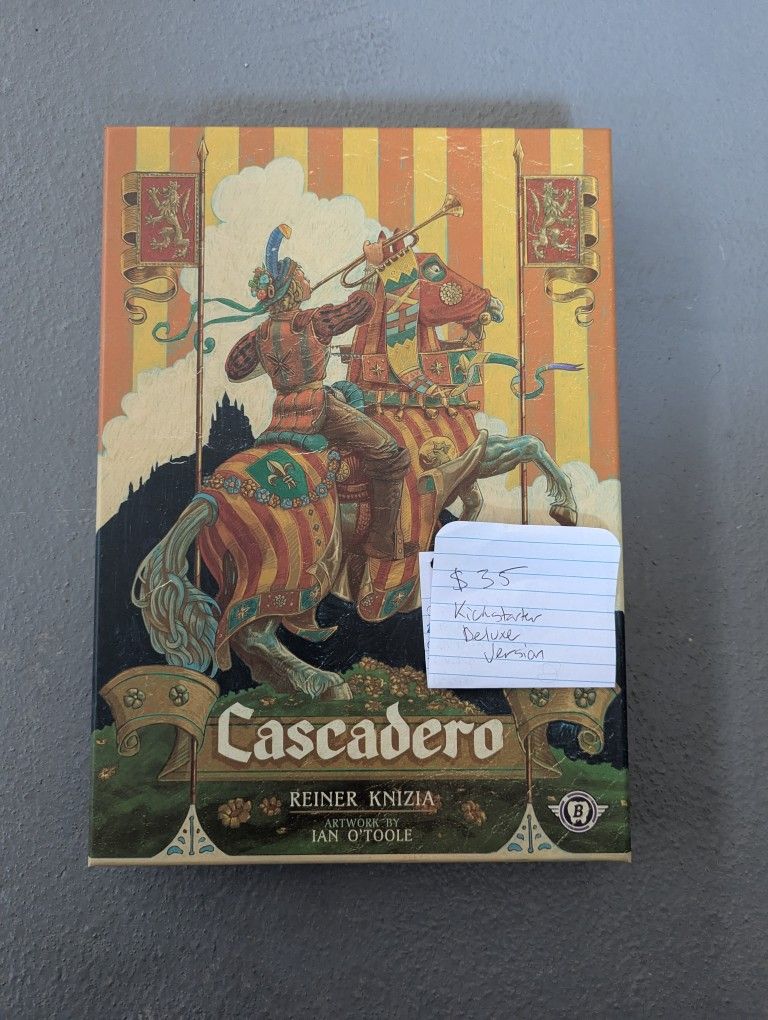 $35
Kickstarter
Deluxe
Version
Cascadero
REINER KNIZIA
ARTWORK BY
IAN O'TOOLE
B